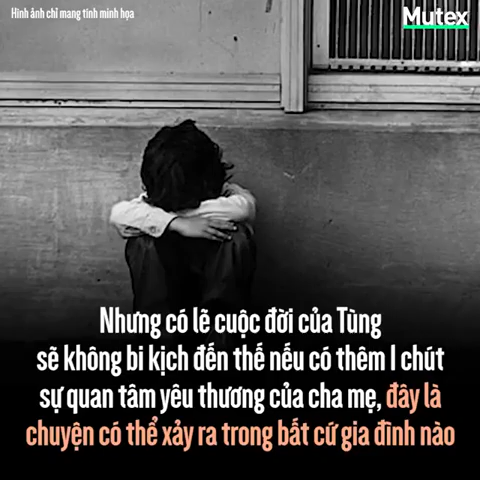 Hình ảnh chỉ mang tính minh họa
Mutex
Nhưng có lẽ cuộc đời của Tùng
sẽ không bi kịch đến thế nếu có thêm 1 chút
sự quan tâm yêu thương của cha mẹ, đây là
chuyện có thể xảy ra trong bất cứ gia đình nào